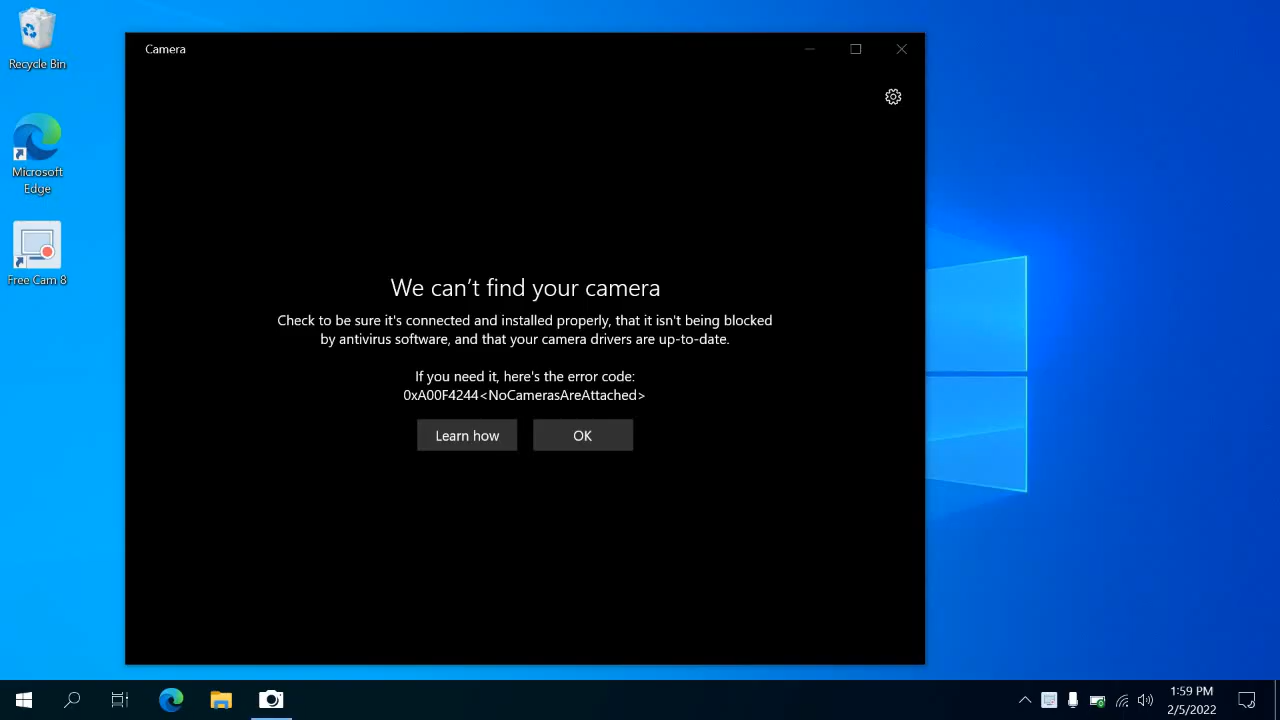 Recycle Bin
Microsoft
Edge
Free Cam 8
Camera
We can’t find your camera
Check to be sure it's connected and installed properly, that it isn't being blocked
by antivirus software, and that your camera drivers are up-to-date.
If you need it, here's the error code:
0xA00F4244<NoCamerasAreAttached>
Learn how
OK
1:59 PM
2/5/2022